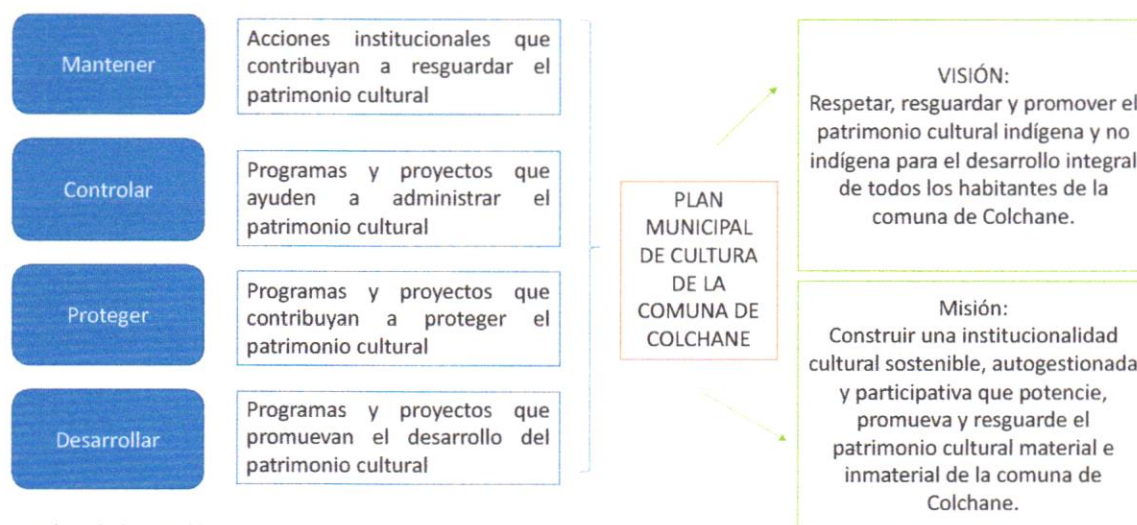 Mantener
Acciones institucionales que
contribuyan a resguardar el
patrimonio cultural
Controlar
Programas y proyectos que
ayuden a administrar el
patrimonio cultural
Proteger
Programas y proyectos que
contribuyan a proteger el
patrimonio cultural
Desarrollar
Programas y proyectos que
promuevan el desarrollo del
patrimonio cultural
PLAN
MUNICIPAL
DE CULTURA
DE LA
COMUNA DE
COLCHANE
VISIÓN:
Respetar, resguardar y promover el
patrimonio cultural indígena y no
indígena para el desarrollo integral
de todos los habitantes de la
comuna de Colchane.
Misión:
Construir una institucionalidad
cultural sostenible, autogestionada
y participativa que potencie,
promueva y resguarde el
patrimonio cultural material e
inmaterial de la comuna de
Colchane.